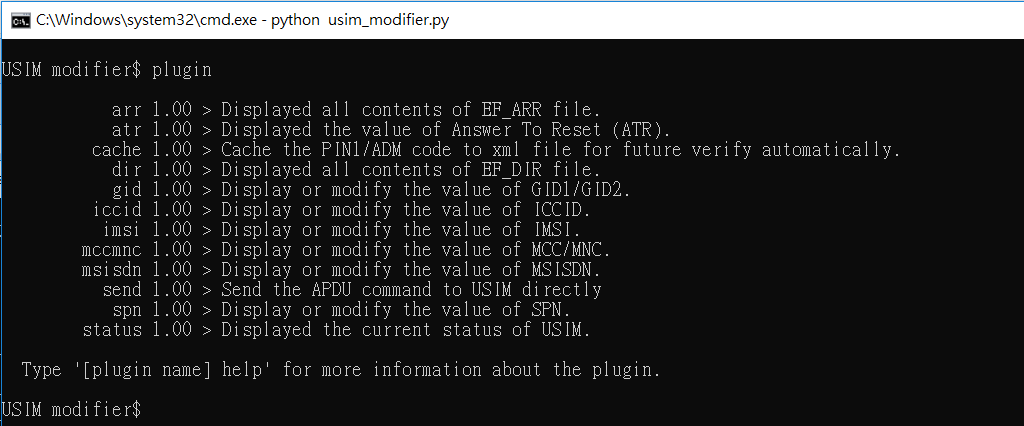 C:\Windows\system32\cmd.exe - python  usim_modifier.py
USIM modifier$ plugin
arr 1.00 > Displayed all contents of EF_ARR file.
atr 1.00 > Displayed the value of Answer To Reset (ATR).
cache 1.00 > Cache the PIN1/ADM code to xml file for future verify automatically.
dir 1.00 > Displayed all contents of EF_DIR file.
gid 1.00 > Display or modify the value of GID1/GID2.
iccid 1.00 > Display or modify the value of ICCID.
imsi 1.00 > Display or modify the value of IMSI.
mccmnc 1.00 > Display or modify the value of MCC/MNC.
msisdn 1.00 > Display or modify the value of MSISDN.
send 1.00 > Send the APDU command to USIM directly
spn 1.00 > Display or modify the value of SPN.
status 1.00 > Displayed the current status of USIM.
Type '[plugin name] help' for more information about the plugin.
USIM modifier$